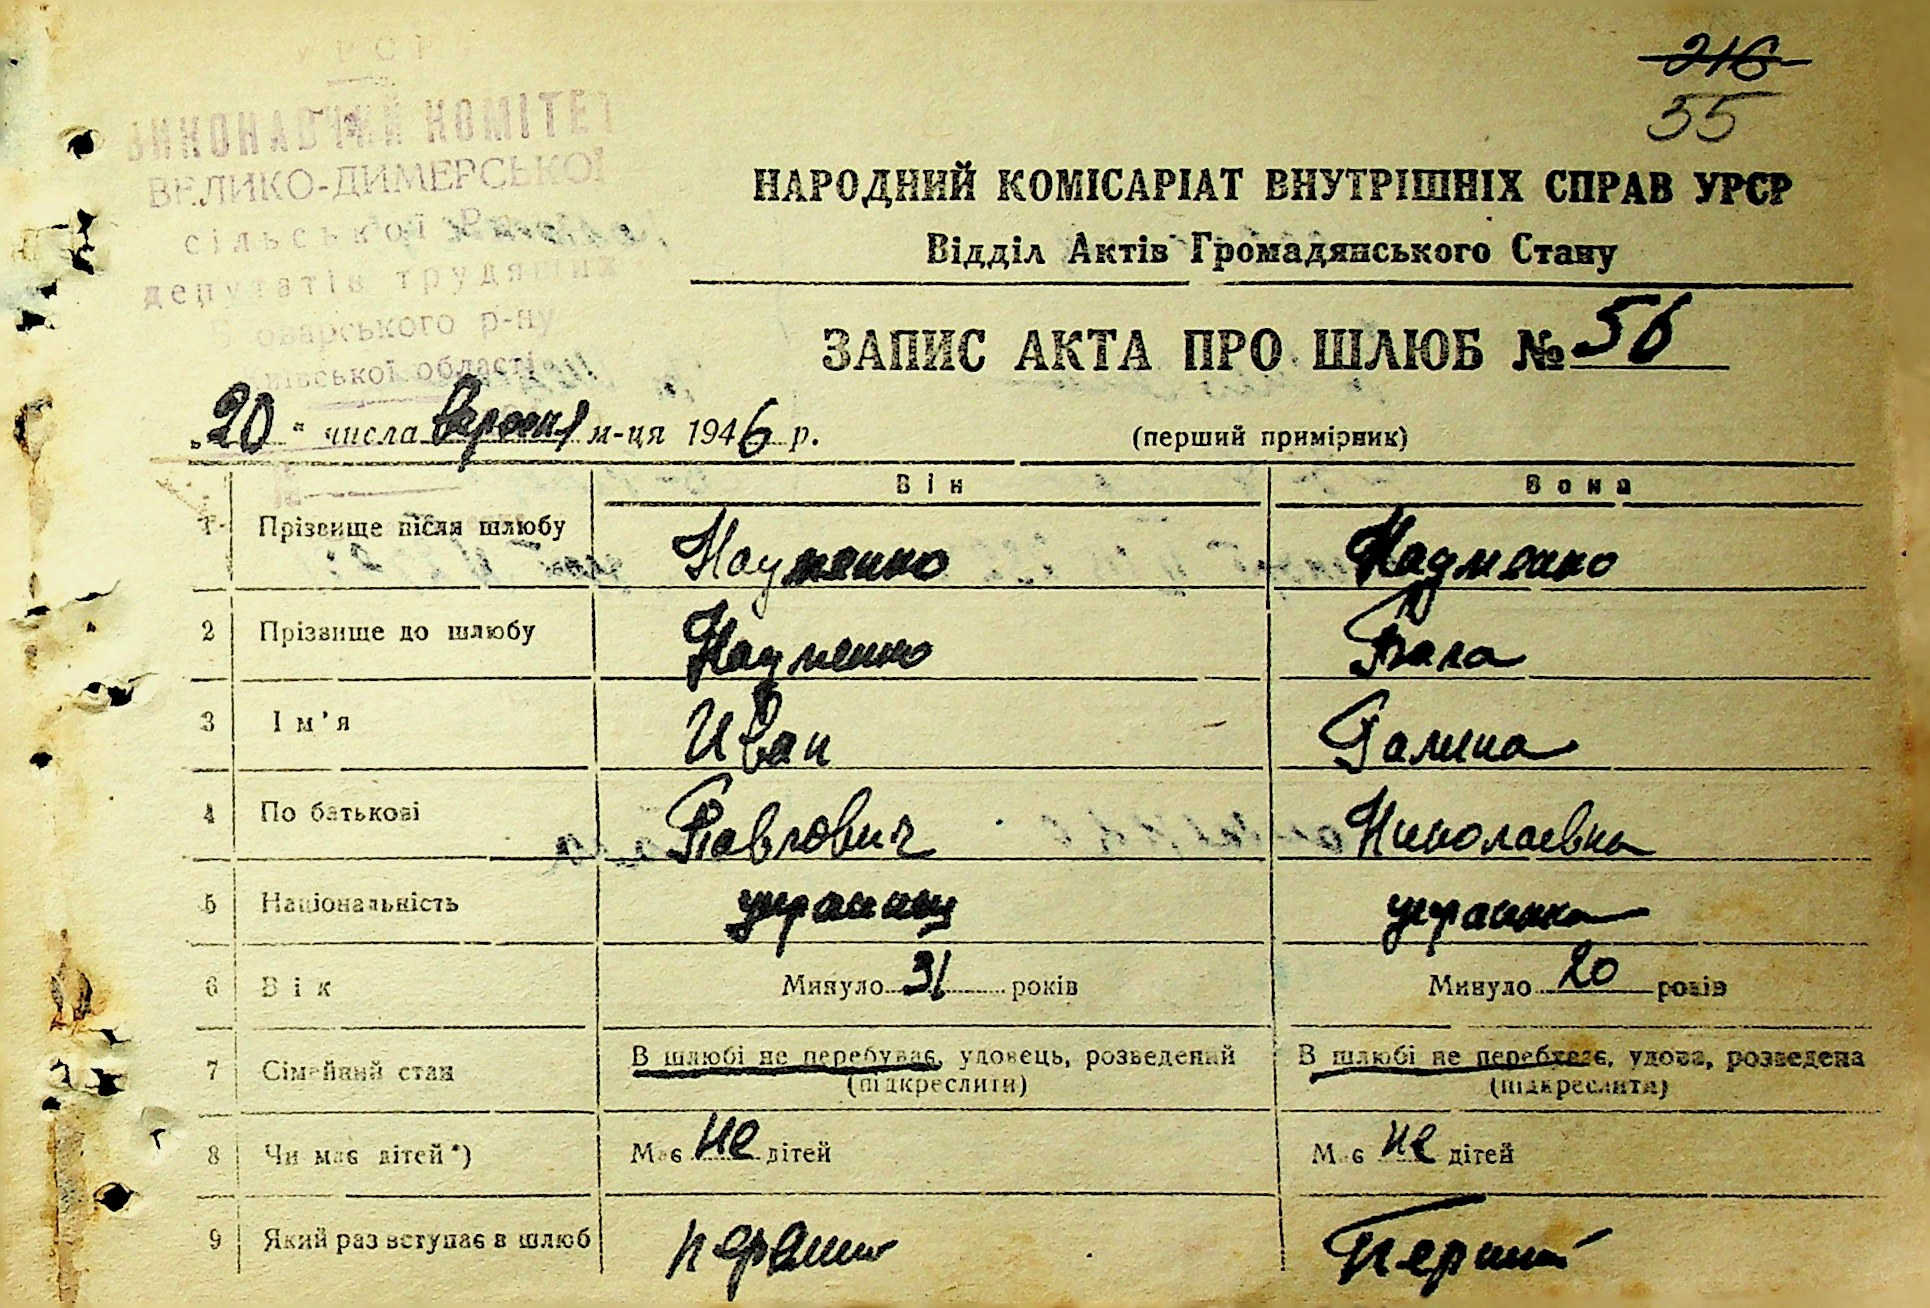 216
55
УРСР
ВИКОНАВЧИЙ КОМІТЕТ
ВЕЛИКО-ДИМЕРСЬКОЇ
сільської Ради
депутатів трудящих
Броварського р-ну
Київської області
НАРОДНИЙ КОМІСАРІАТ ВНУТРІШНІХ СПРАВ УРСР
Відділ Актів Громадянського Стану
ЗАПИС АКТА ПРО ШЛЮБ № 56
„20“ числа вересня м-ця 1946 р. (перший примірник)
Він Вона
1 Прізвище після шлюбу Науменко Науменко
2 Прізвище до шлюбу Науменко
3 Ім'я Иван Галина
4 По батькові Павлович Николаевна
5 Національність украинец украинка
6 Вік Минуло 31 років Минуло 20 років
7 Сімейний стан В шлюбі не перебуває, удовець, розведений В шлюбі не перебуває, удова, розведена
(підкреслити) (підкреслити)
8 Чи має дітей*) Має не дітей Має не дітей
9 Який раз вступає в шлюб перший Перший